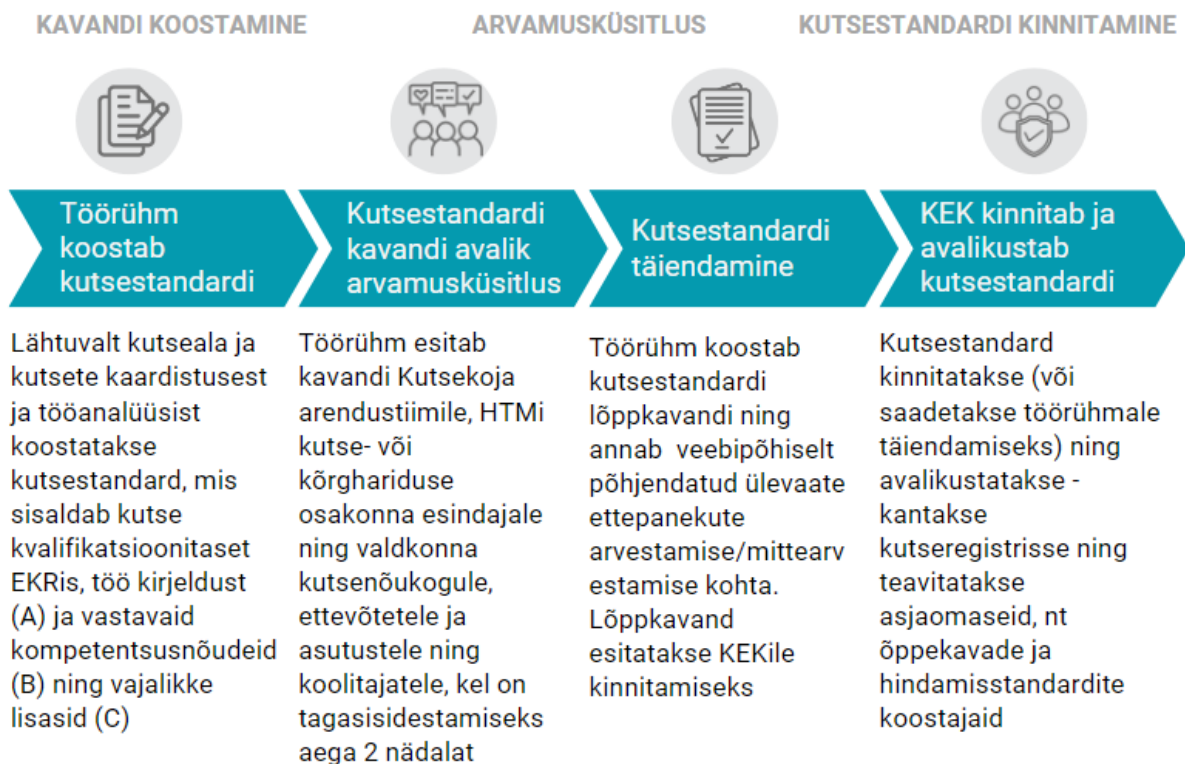 KAVANDI KOOSTAMINE
ARVAMUSKÜSITLUS
KUTSESTANDARDI KINNITAMINE
Töörühm
koostab
kutsestandardi
Kutsestandardi
kavandi avalik
arvamusküsitlus
Kutsestandardi
täiendamine
KEK kinnitab ja
avalikustab
kutsestandardi
Lähtuvalt kutseala ja
kutsete kaardistusest
ja tööanalüüsist
koostatakse
kutsestandard, mis
sisaldab kutse
kvalifikatsioonitaset
EKRis, töö kirjeldust
(A) ja vastavaid
kompetentsusnõudeid
(B) ning vajalikke
lisasid (C)
Töörühm esitab
kavandi Kutsekoja
arendustiimile, HTMi
kutse- või
kõrghariduse
osakonna esindajale
ning valdkonna
kutsenõukogule,
ettevõtetele ja
asutustele ning
koolitajatele, kel on
tagasisidestamiseks
aega 2 nädalat
Töörühm koostab
kutsestandardi
lõppkavandi ning
annab  veebipõhiselt
põhjendatud ülevaate
ettepanekute
arvestamise/mittearv
estamise kohta.
Lõppkavand
esitatakse KEKile
kinnitamiseks
Kutsestandard
kinnitatakse (või
saadetakse töörühmale
täiendamiseks) ning
avalikustatakse -
kantakse
kutseregistrisse ning
teavitatakse
asjaomaseid, nt
õppekavade ja
hindamisstandardite
koostajaid